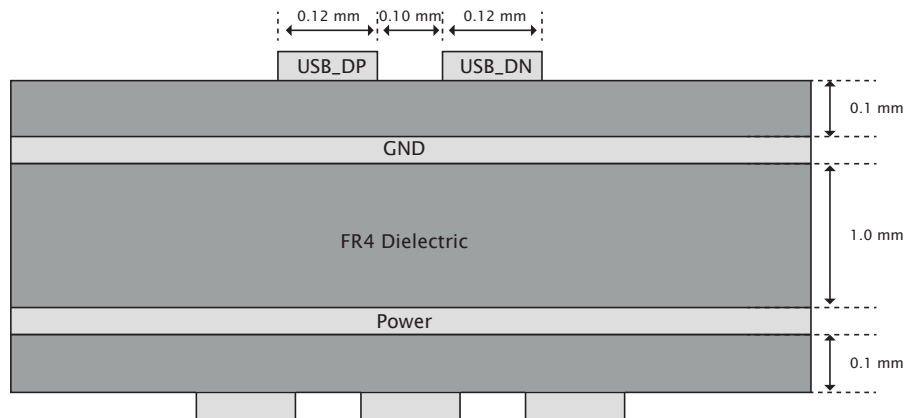 0.12 mm 0.10 mm 0.12 mm
USB_DP USB_DN
0.1 mm
GND
FR4 Dielectric
1.0 mm
Power
0.1 mm